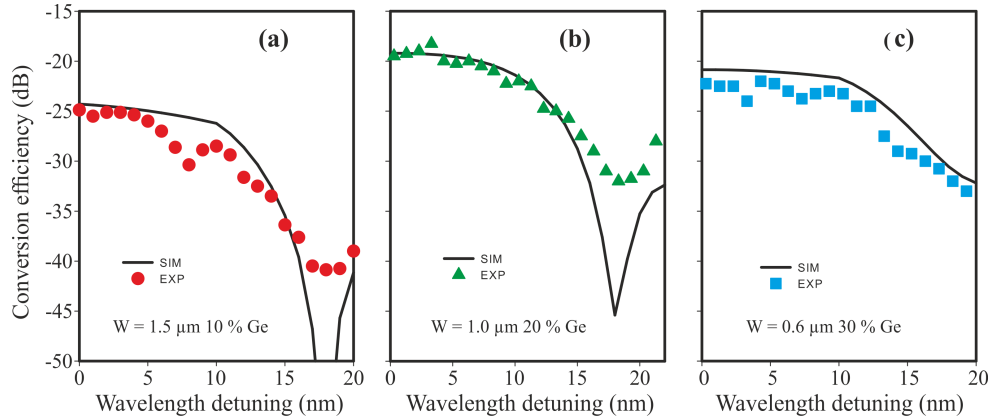 Conversion efficiency (dB)
-15
-20
-25
-30
-35
-40
-45
-50
(a)
SIM
EXP
W = 1.5 µm 10 % Ge
0
5
10
15
20
Wavelength detuning (nm)
(b)
SIM
EXP
W = 1.0 µm 20 % Ge
0
5
10
15
20
Wavelength detuning (nm)
(c)
SIM
EXP
W = 0.6 µm 30 % Ge
0
5
10
15
20
Wavelength detuning (nm)